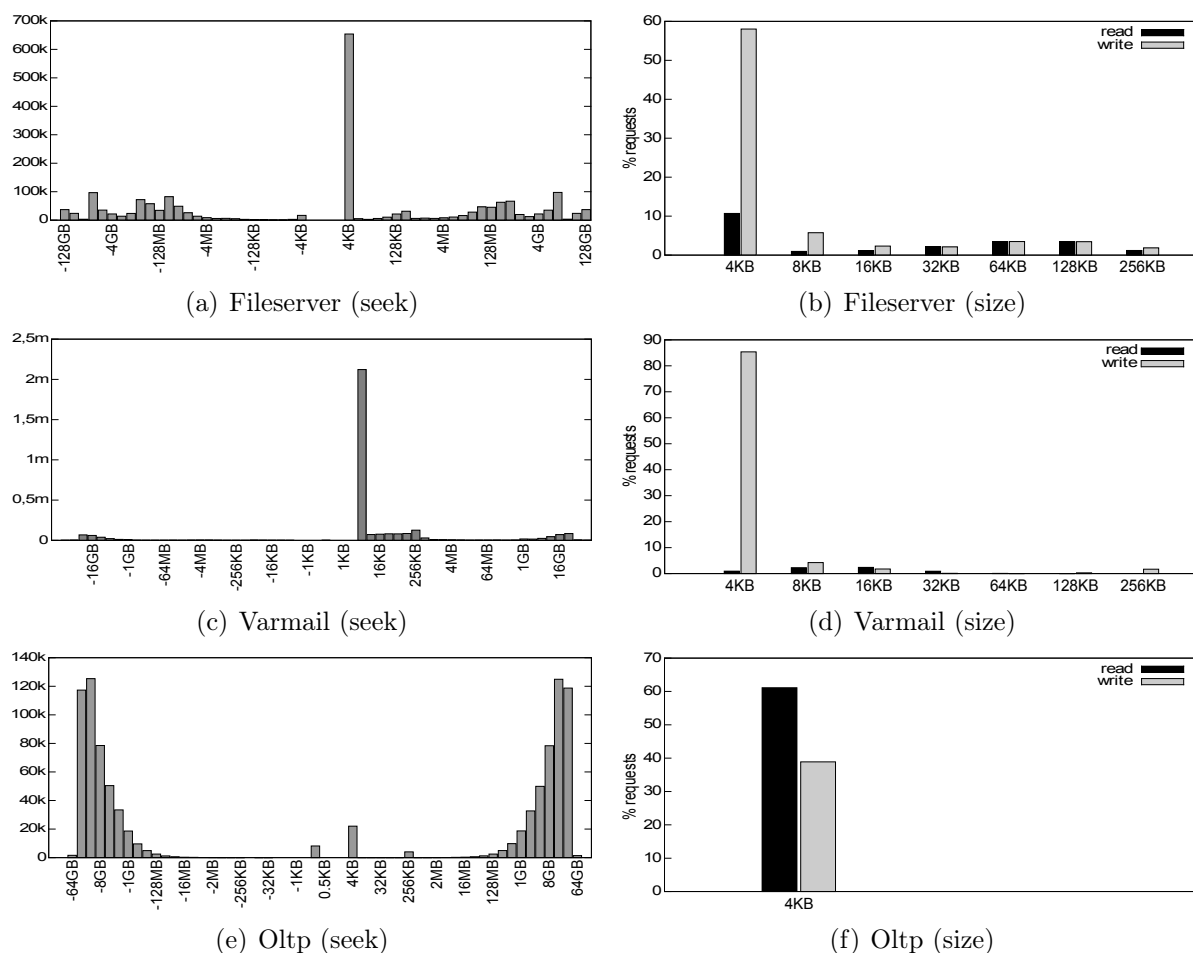 700k
600k
500k
400k
300k
200k
100k
0
-128GB
-4GB
-128MB
-4MB
-128KB
-4KB
4KB
128KB
4MB
128MB
4GB
128GB
(a) Fileserver (seek)
60
50
40
30
20
10
0
% requests
read
write
4KB 8KB 16KB 32KB 64KB 128KB 256KB
(b) Fileserver (size)
2,5m
2m
1,5m
1m
0,5m
0
-16GB
-1GB
-64MB
-4MB
-256KB
-16KB
-1KB
1KB
16KB
256KB
4MB
64MB
1GB
16GB
(c) Varmail (seek)
90
80
70
60
50
40
30
20
10
0
% requests
read
write
4KB 8KB 16KB 32KB 64KB 128KB 256KB
(d) Varmail (size)
140k
120k
100k
80k
60k
40k
20k
0
-64GB
-8GB
-1GB
-128MB
-16MB
-2MB
-256KB
-32KB
-1KB
0.5KB
4KB
32KB
256KB
2MB
16MB
128MB
1GB
8GB
64GB
(e) Oltp (seek)
70
60
50
40
30
20
10
0
% requests
read
write
4KB
(f) Oltp (size)